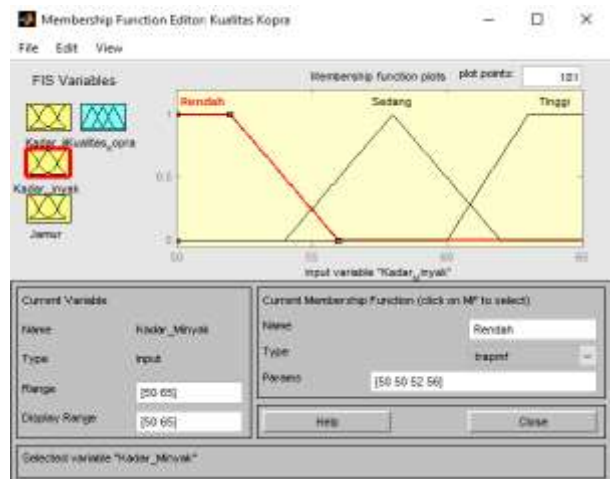 Membership Function Editor: Kualitas Kopra
File Edit View
FIS Variables
Membership function plots plot points: 181
Rendah Sedang Tinggi
1
0.5
0
50 55 60 65
input variable "Kadar_Minyak"
Jamur
Current Variable
Name Kadar_Minyak
Type input
Range [50 65]
Display Range [50 65]
Current Membership Function (click on MF to select)
Name Rendah
Type trapmf
Params [50 50 52 56]
Help Close
Selected variable "Kadar_Minyak"